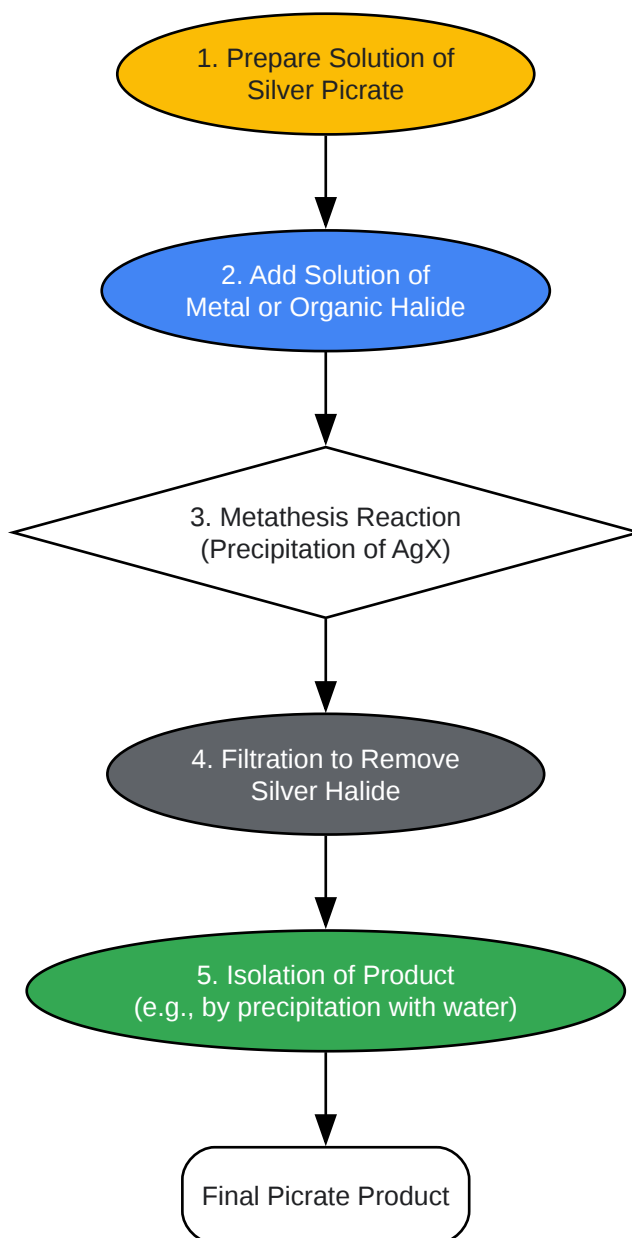 1. Prepare Solution of
Silver Picrate
2. Add Solution of
Metal or Organic Halide
3. Metathesis Reaction
(Precipitation of AgX)
4. Filtration to Remove
Silver Halide
5. Isolation of Product
(e.g., by precipitation with water)
Final Picrate Product